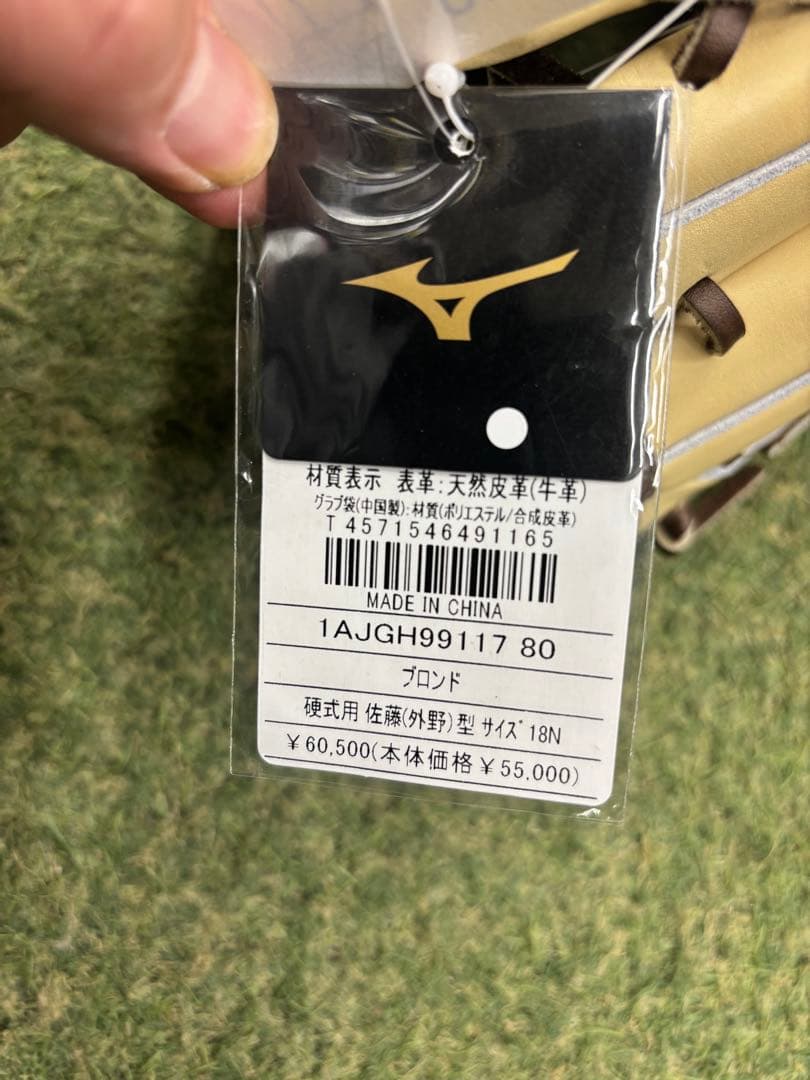 材質表示 表革:天然皮革(牛革)
グラブ袋(中国製):材質(ポリエステル/合成皮革)
T 4571546491165
MADE IN CHINA
1AJGH99117 80
ブロンド
硬式用 佐藤(外野)型 サイズ 18N
¥60,500(本体価格¥55,000)